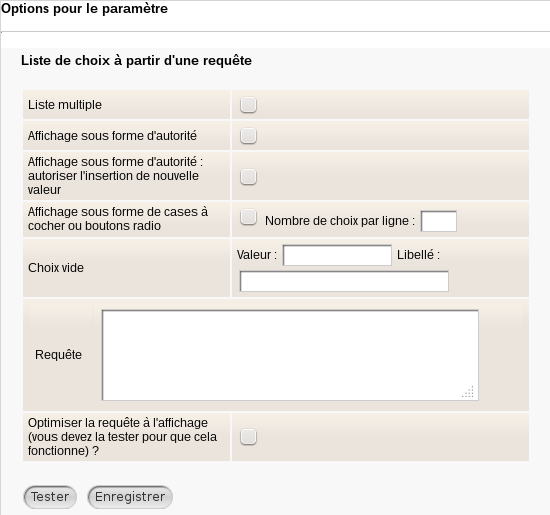 Options pour le paramètre
Liste de choix à partir d'une requête
Liste multiple
Affichage sous forme d'autorité
Affichage sous forme d'autorité :
autoriser l'insertion de nouvelle
valeur
Affichage sous forme de cases à
cocher ou boutons radio
Nombre de choix par ligne :
Choix vide
Valeur :
Libellé :
Requête
Optimiser la requête à l'affichage
(vous devez la tester pour que cela
fonctionne) ?
Tester
Enregistrer